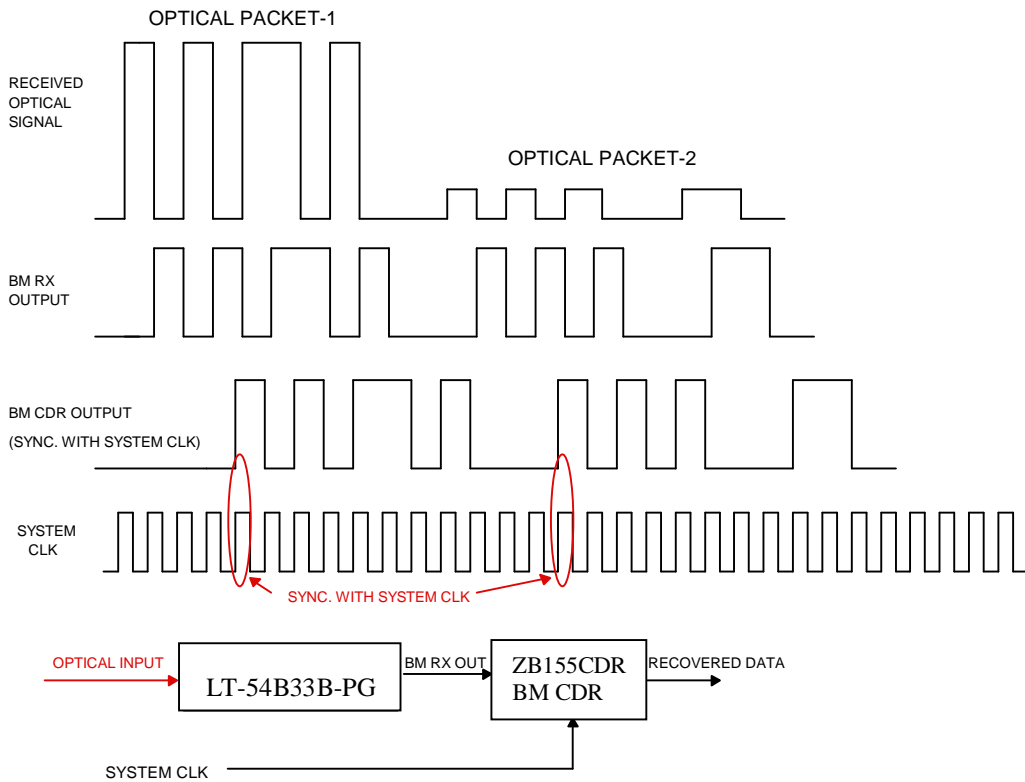 OPTICAL PACKET-1
RECEIVED
OPTICAL
SIGNAL
OPTICAL PACKET-2
BM RX
OUTPUT
BM CDR OUTPUT
(SYNC. WITH SYSTEM CLK)
SYSTEM
CLK
SYNC. WITH SYSTEM CLK
OPTICAL INPUT
LT-54B33B-PG
BM RX OUT
ZB155CDR
BM CDR
RECOVERED DATA
SYSTEM CLK